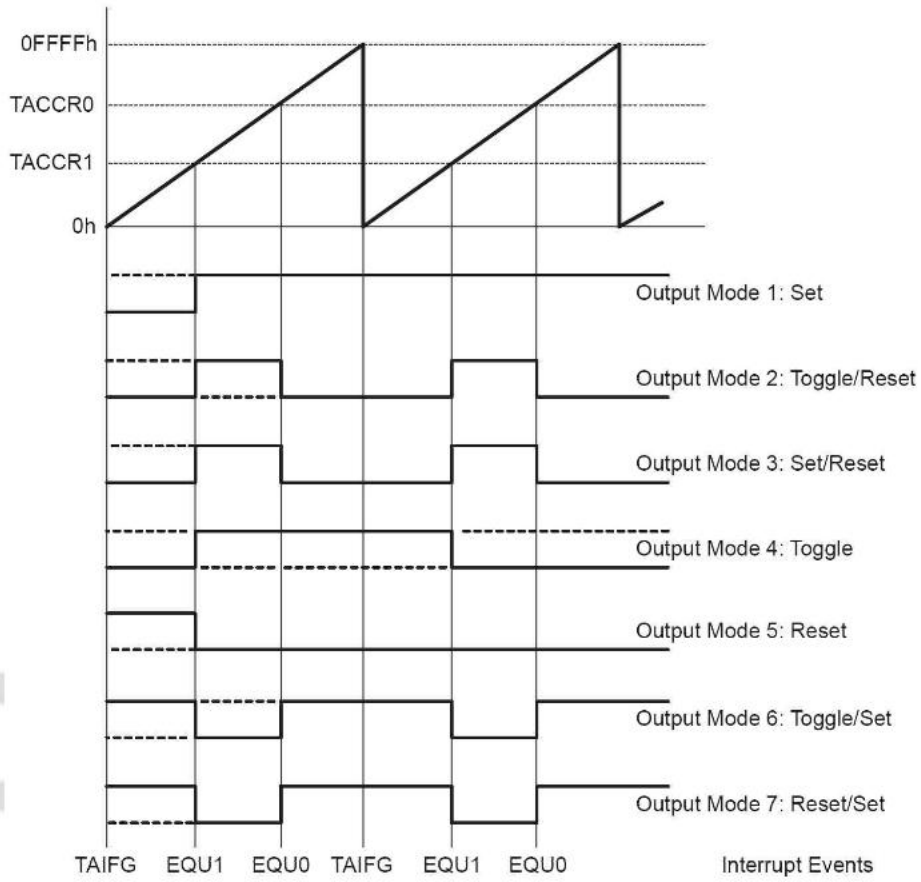 0FFFFh
TACCR0
TACCR1
0h
Output Mode 1: Set
Output Mode 2: Toggle/Reset
Output Mode 3: Set/Reset
Output Mode 4: Toggle
Output Mode 5: Reset
Output Mode 6: Toggle/Set
Output Mode 7: Reset/Set
TAIFG EQU1 EQU0 TAIFG EQU1 EQU0 Interrupt Events